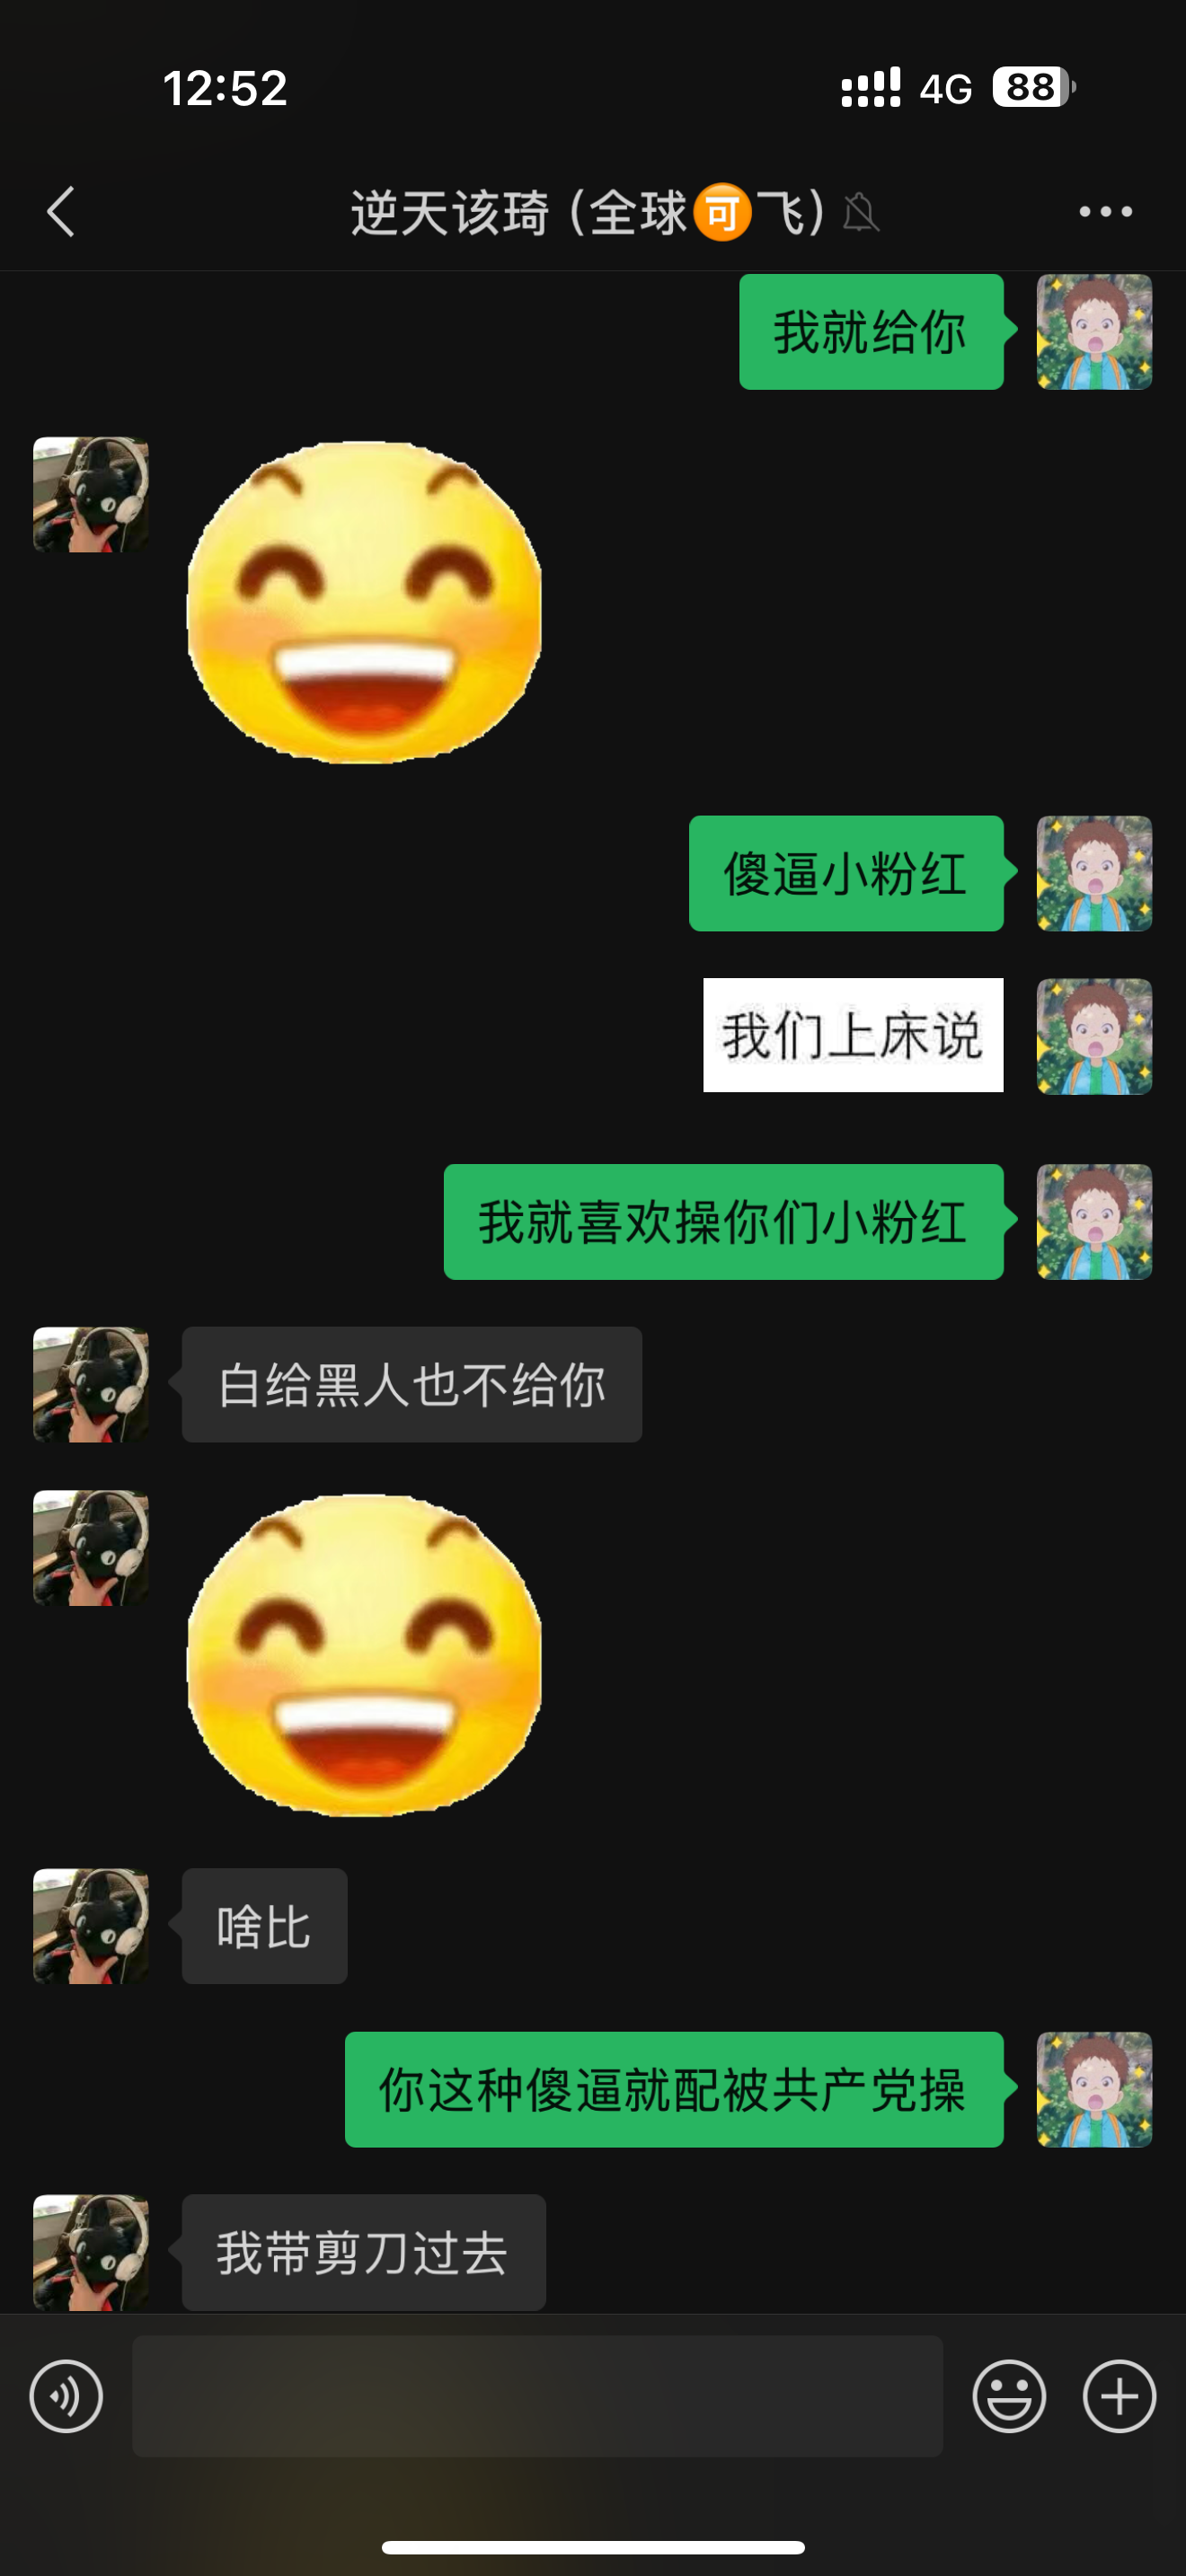 12:52
4G 88
逆天该琦 (全球🉑飞)
我就给你
傻逼小粉红
我们上床说
我就喜欢操你们小粉红
白给黑人也不给你
啥比
你这种傻逼就配被共产党操
我带剪刀过去